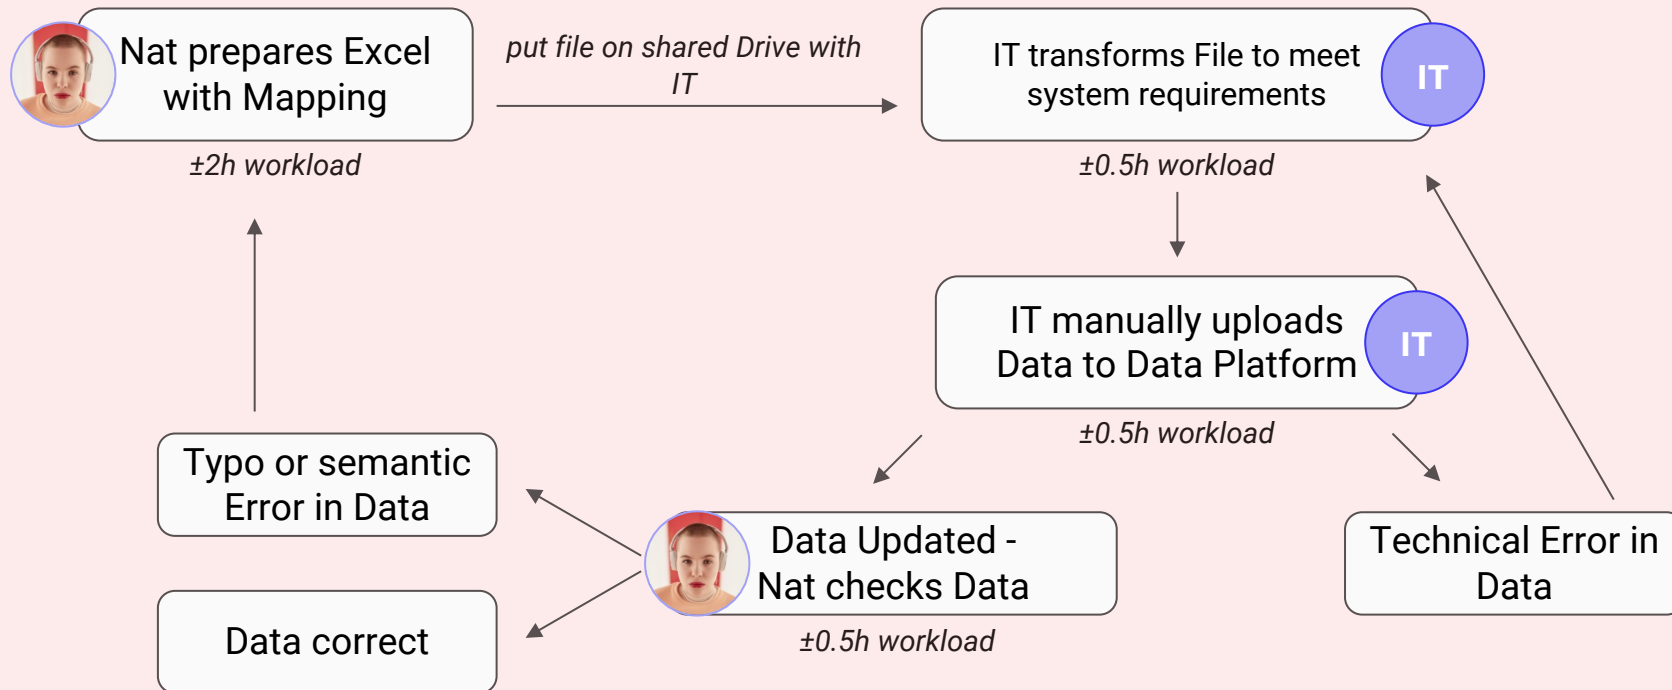 Nat prepares Excel
with Mapping
±2h workload
put file on shared Drive with
IT
IT transforms File to meet
system requirements
IT
±0.5h workload
IT manually uploads
Data to Data Platform
IT
±0.5h workload
Typo or semantic
Error in Data
Data correct
Data Updated -
Nat checks Data
±0.5h workload
Technical Error in
Data